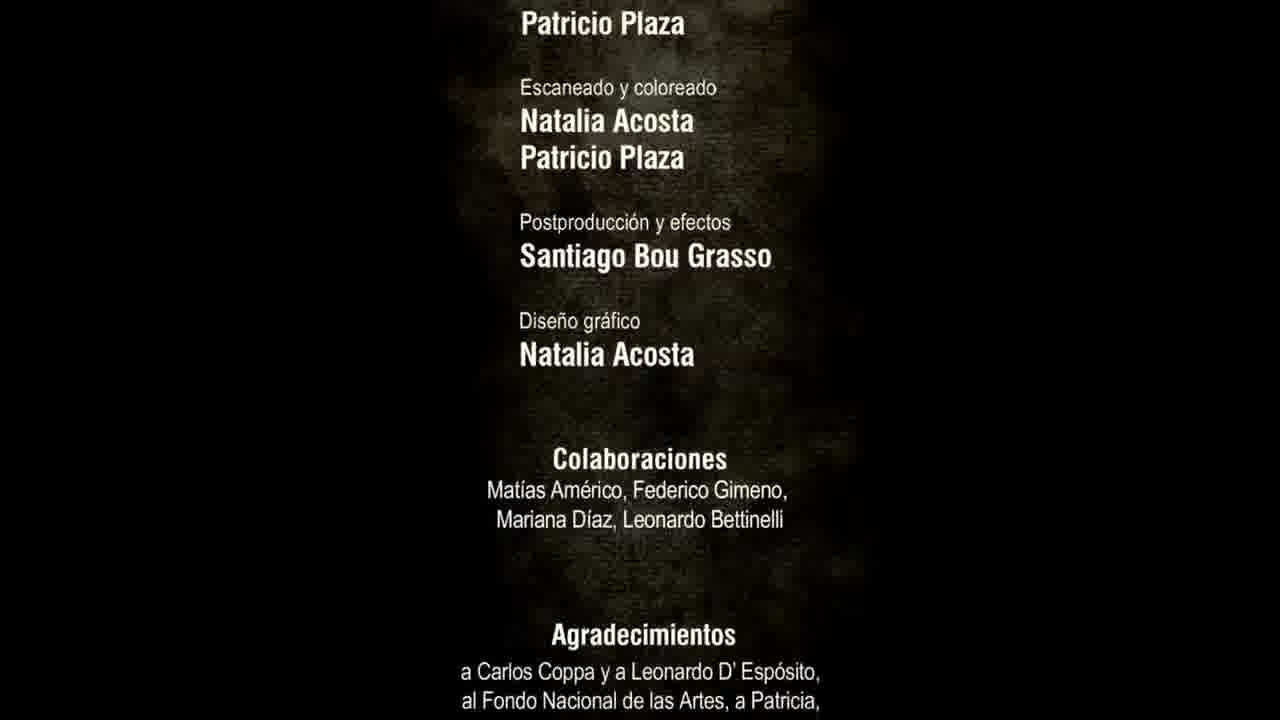 Patricio Plaza
Escaneado y coloreado
Natalia Acosta
Patricio Plaza
Postproducción y efectos
Santiago Bou Grasso
Diseño gráfico
Natalia Acosta
Colaboraciones
Matías Américo, Federico Gimeno,
Mariana Díaz, Leonardo Bettinelli
Agradecimientos
a Carlos Coppa y a Leonardo D' Espósito,
al Fondo Nacional de las Artes, a Patricia,